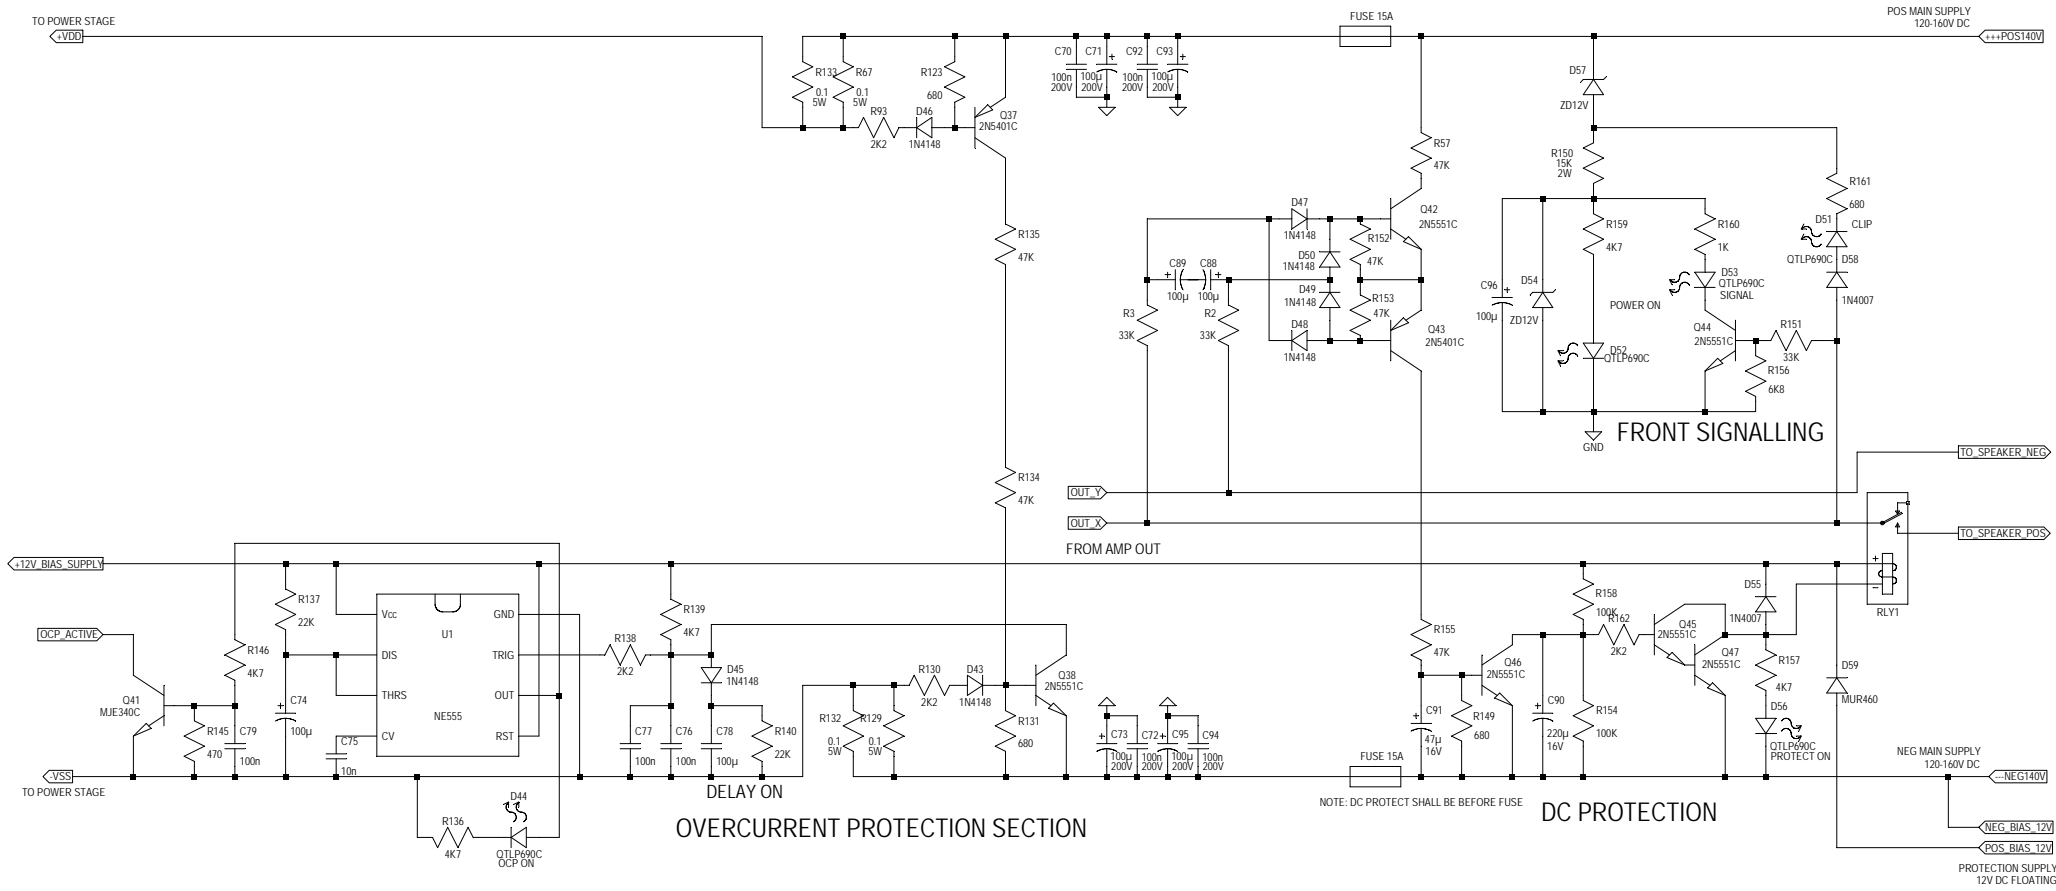 TO POWER STAGE
+VDD
FUSE 15A
POS MAIN SUPPLY
120-160V DC
+++POS140V
R133
0.1
5W
R67
0.1
5W
R93
2K2
D46
1N4148
R123
680
Q37
2N5401C
C70
100n
200V
C71
+
100µ
200V
C92
100n
200V
C93
+
100µ
200V
D57
ZD12V
R57
47K
R150
15K
2W
R161
680
D51
CLIP
QTLP690C
D58
1N4007
R135
47K
D47
1N4148
D50
1N4148
D49
1N4148
D48
1N4148
R152
47K
R153
47K
Q42
2N5551C
Q43
2N5401C
C89
+
100µ
C88
+
100µ
R3
33K
R2
33K
C96
+
100µ
D54
ZD12V
R159
4K7
POWER ON
D52
QTLP690C
R160
1K
D53
QTLP690C
SIGNAL
Q44
2N5551C
R151
33K
R156
6K8
GND
FRONT SIGNALLING
R134
47K
OUT_Y
OUT_X
FROM AMP OUT
TO_SPEAKER_NEG
TO_SPEAKER_POS
+
-
RLY1
+12V_BIAS_SUPPLY
OCP_ACTIVE
R137
22K
R146
4K7
C74
+
100µ
Q41
MJE340C
R145
470
C79
100n
C75
10n
Vcc
DIS
THRS
CV
U1
NE555
GND
TRIG
OUT
RST
R138
2K2
R139
4K7
D45
1N4148
C77
100n
C76
100n
C78
100µ
R140
22K
R132
0.1
5W
R129
0.1
5W
R130
2K2
D43
1N4148
Q38
2N5551C
R131
680
C73
+
100µ
200V
C72
100n
200V
C95
+
100µ
200V
C94
100n
200V
R155
47K
C91
+
47µ
16V
R149
680
Q46
2N5551C
C90
+
220µ
16V
R158
100K
R154
100K
R162
2K2
Q45
2N5551C
Q47
2N5551C
D55
1N4007
R157
4K7
D56
QTLP690C
PROTECT ON
D59
MUR460
-VSS
TO POWER STAGE
DELAY ON
FUSE 15A
NOTE: DC PROTECT SHALL BE BEFORE FUSE
NEG MAIN SUPPLY
120-160V DC
---NEG140V
R136
4K7
D44
QTLP690C
OCP ON
OVERCURRENT PROTECTION SECTION
DC PROTECTION
NEG_BIAS_12V
POS_BIAS_12V
PROTECTION SUPPLY
12V DC FLOATING